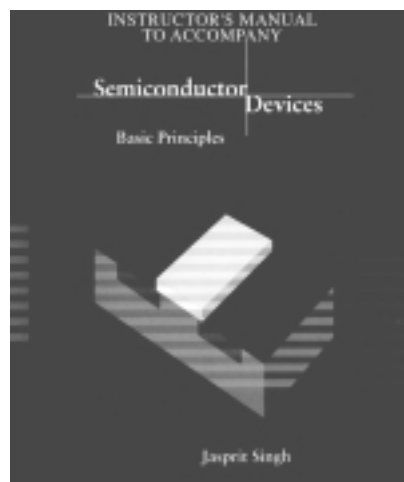 INSTRUCTOR'S MANUAL
TO ACCOMPANY
Semiconductor
Devices
Basic Principles
Jasprit Singh